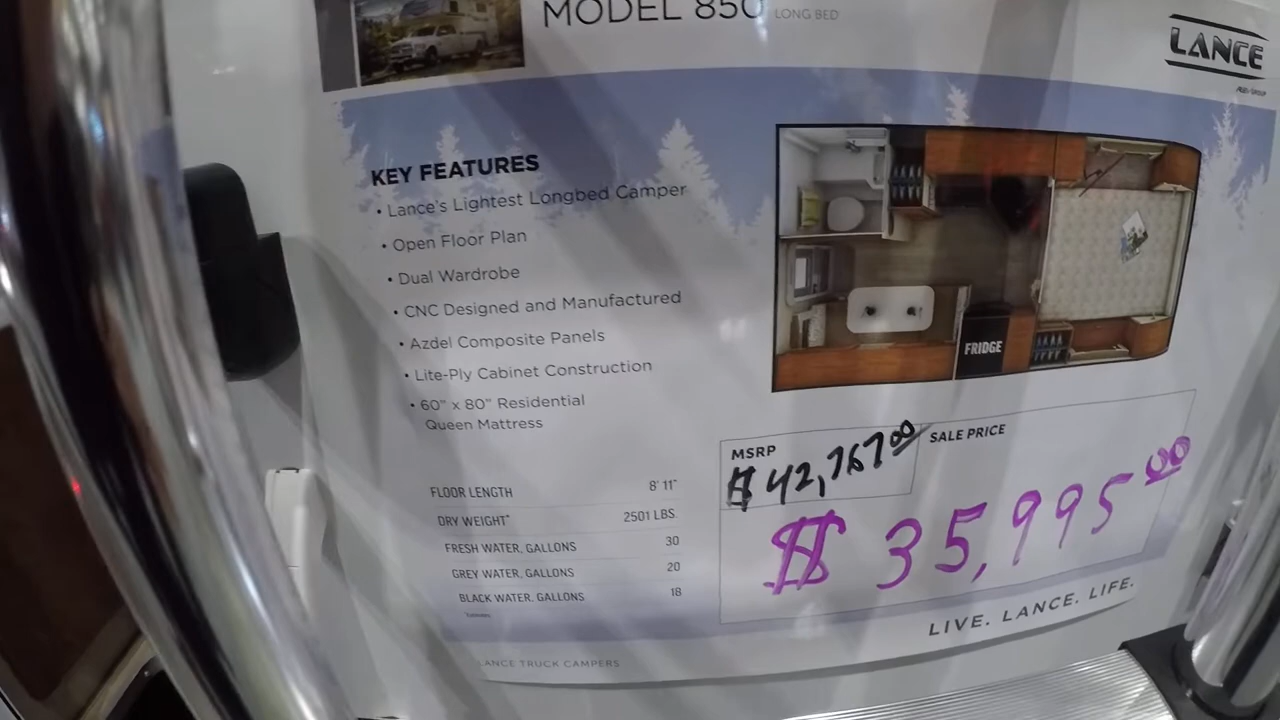 MODEL 850 LONG BED
LANCE
KEY FEATURES
• Lance's Lightest Longbed Camper
• Open Floor Plan
• Dual Wardrobe
• CNC Designed and Manufactured
• Azdel Composite Panels
• Lite-Ply Cabinet Construction
• 60" x 80" Residential
Queen Mattress
FRIDGE
FLOOR LENGTH 8' 11"
DRY WEIGHT* 2501 LBS.
FRESH WATER, GALLONS 30
GREY WATER, GALLONS 20
BLACK WATER, GALLONS 18
MSRP
$42,767.00
SALE PRICE
$35,995.00
LIVE. LANCE. LIFE.
LANCE TRUCK CAMPERS